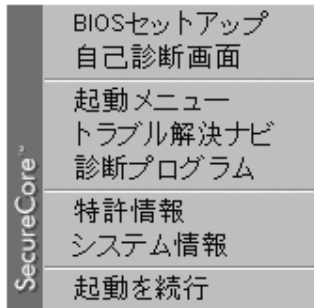 BIOSセットアップ
自己診断画面
起動メニュー
トラブル解決ナビ
診断プログラム
特許情報
システム情報
起動を続行
SecureCore™